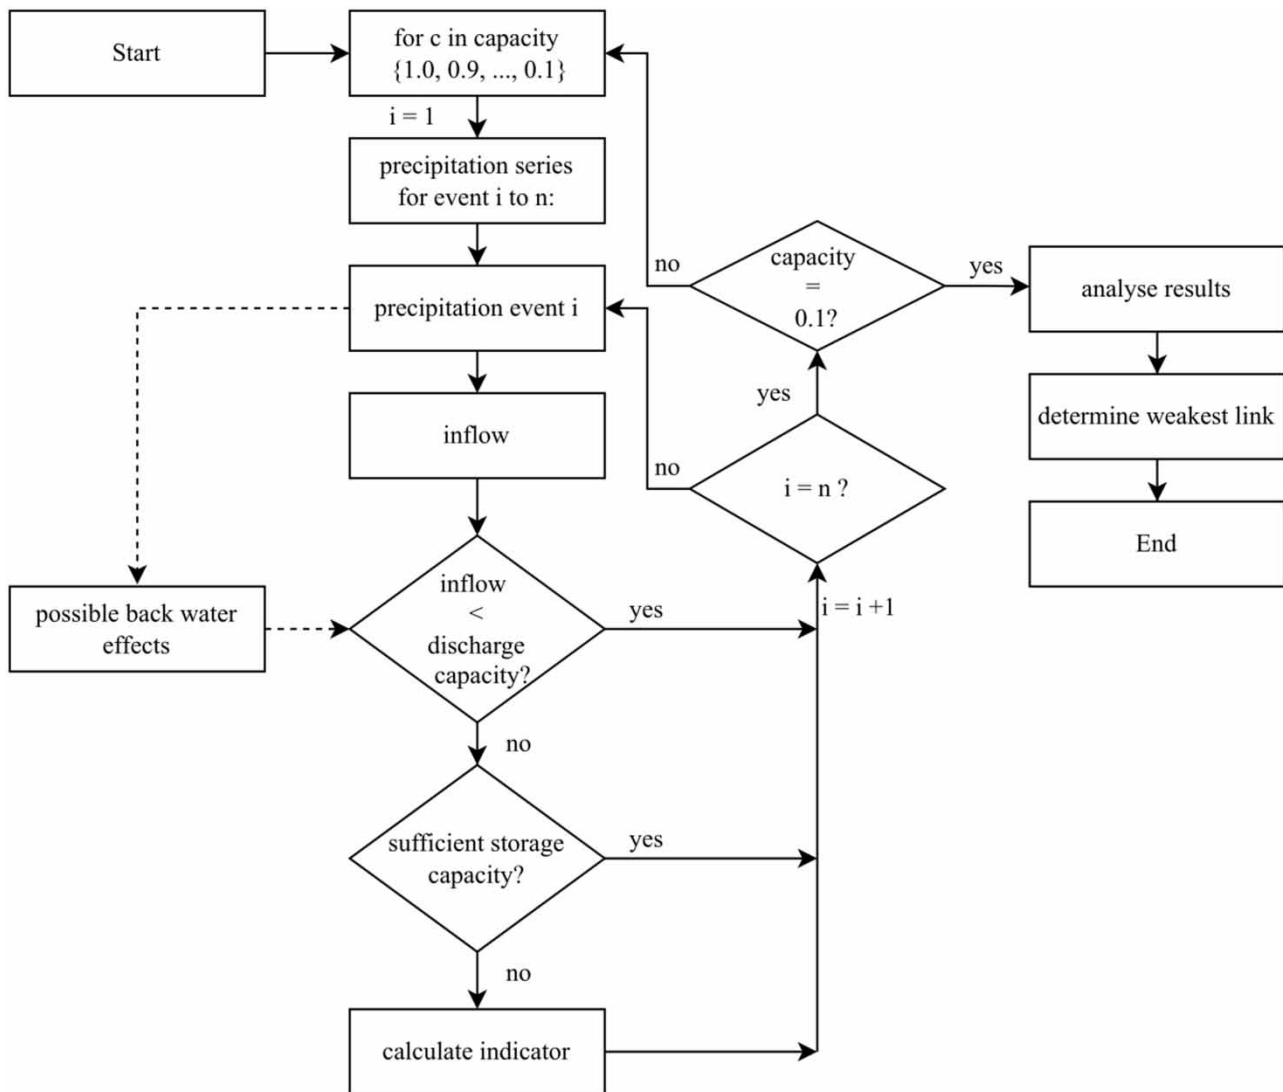 Start
for c in capacity
{1.0, 0.9, ..., 0.1}
i = 1
precipitation series
for event i to n:
precipitation event i
inflow
inflow
<
discharge
capacity?
possible back water
effects
yes
no
sufficient storage
capacity?
yes
no
calculate indicator
i = i +1
i = n ?
no
yes
capacity
=
0.1?
no
yes
analyse results
determine weakest link
End